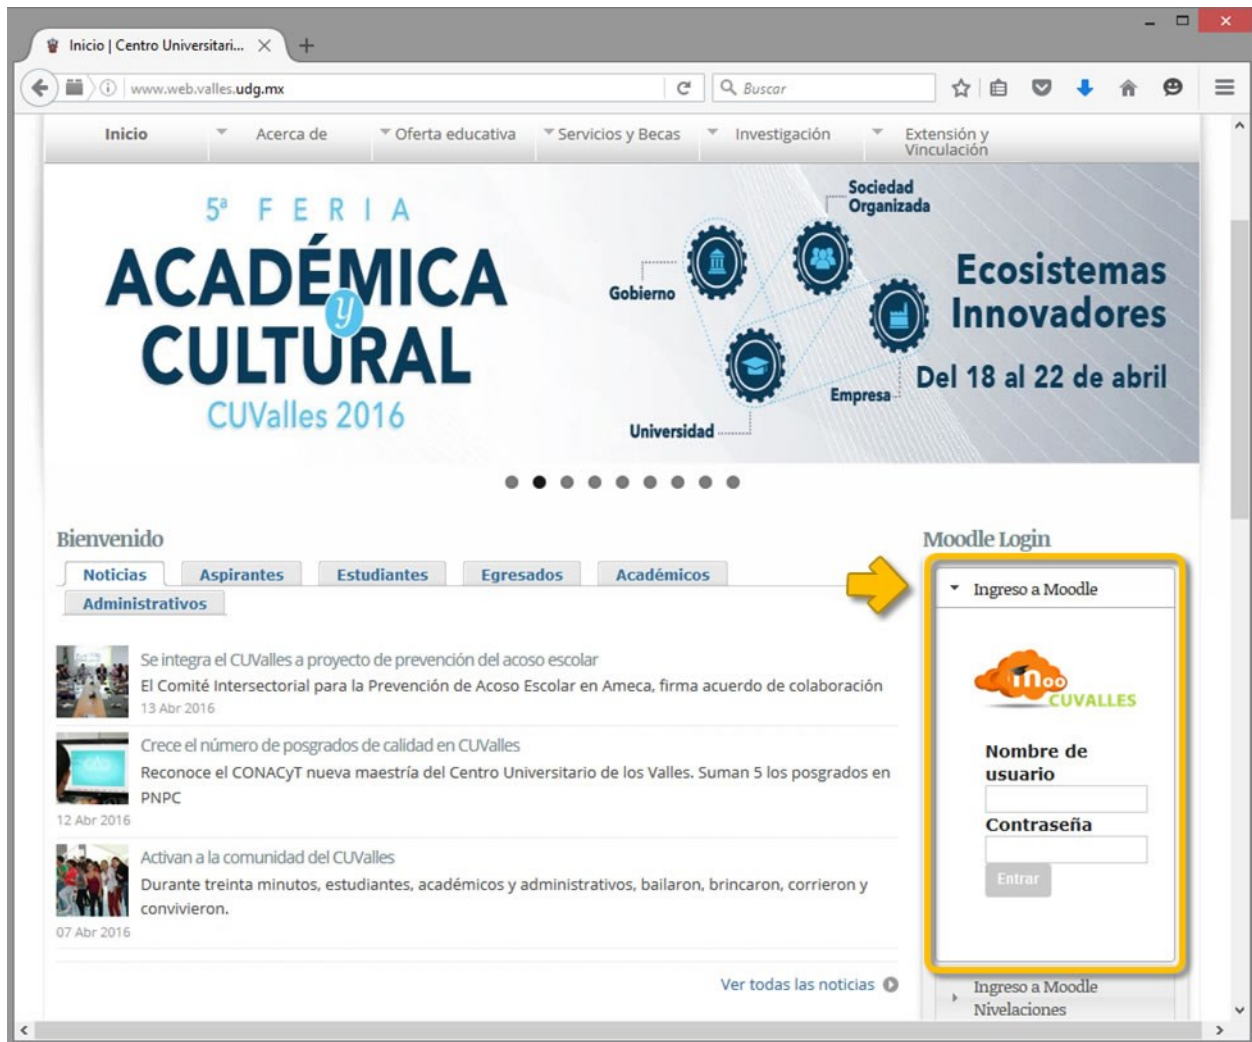 Inicio | Centro Universitari...
www.web.valles.udg.mx
Buscar
Inicio
Acerca de
Oferta educativa
Servicios y Becas
Investigación
Extensión y
Vinculación
5ª FERIA
ACADÉMICA
y
CULTURAL
CUValles 2016
Sociedad
Organizada
Gobierno
Empresa
Universidad
Ecosistemas
Innovadores
Del 18 al 22 de abril
Bienvenido
Noticias
Aspirantes
Estudiantes
Egresados
Académicos
Administrativos
Se integra el CUValles a proyecto de prevención del acoso escolar
El Comité Intersectorial para la Prevención de Acoso Escolar en Ameca, firma acuerdo de colaboración
13 Abr 2016
Crece el número de posgrados de calidad en CUValles
Reconoce el CONACyT nueva maestría del Centro Universitario de los Valles. Suman 5 los posgrados en
PNPC
12 Abr 2016
Activan a la comunidad del CUValles
Durante treinta minutos, estudiantes, académicos y administrativos, bailaron, brincaron, corrieron y
convivieron.
07 Abr 2016
Ver todas las noticias
Moodle Login
Ingreso a Moodle
moo
CUVALLES
Nombre de
usuario
Contraseña
Entrar
Ingreso a Moodle
Nivelaciones